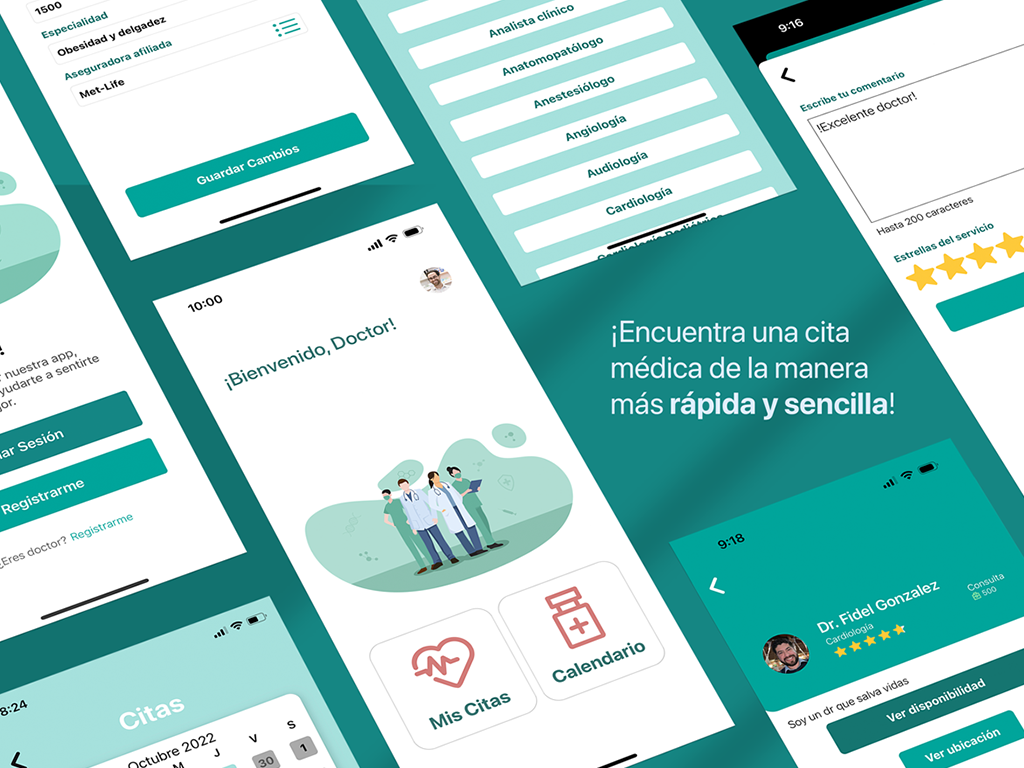 1500
Especialidad
Obesidad y delgadez
Aseguradora afiliada
Met-Life
Guardar Cambios
Analista clínico
Anatomopatólogo
Anestesiólogo
Angiología
Audiología
Cardiología
Cardiología Pediátrica
9:16
Escribe tu comentario
!Excelente doctor!
Hasta 200 caracteres
Estrellas del servicio
nuestra app,
yudarte a sentirte
or.
ar Sesión
Registrarme
¿Eres doctor? Registrarme
10:00
¡Bienvenido, Doctor!
Mis Citas
Calendario
¡Encuentra una cita
médica de la manera
más rápida y sencilla!
8:24
Citas
Octubre 2022
M J V S
30 1
9:18
Dr. Fidel Gonzalez
Cardiología
Consulta
500
Soy un dr que salva vidas
Ver disponibilidad
Ver ubicación